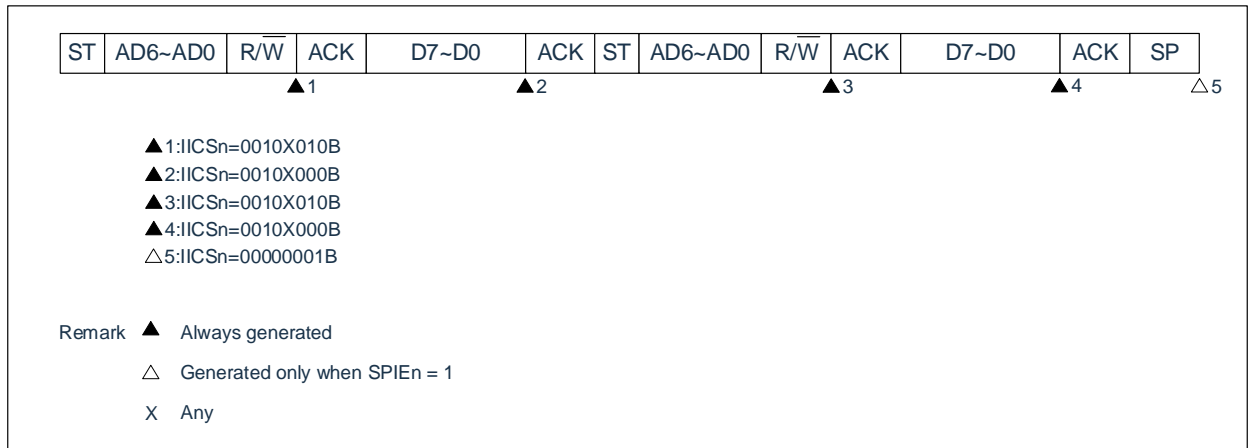 ST AD6~AD0 R/W ACK D7~D0 ACK ST AD6~AD0 R/W ACK D7~D0 ACK SP
▲1 ▲2 ▲3 ▲4 △5
▲1:IICSn=0010X010B
▲2:IICSn=0010X000B
▲3:IICSn=0010X010B
▲4:IICSn=0010X000B
△5:IICSn=00000001B
Remark ▲ Always generated
△ Generated only when SPIEn = 1
X Any